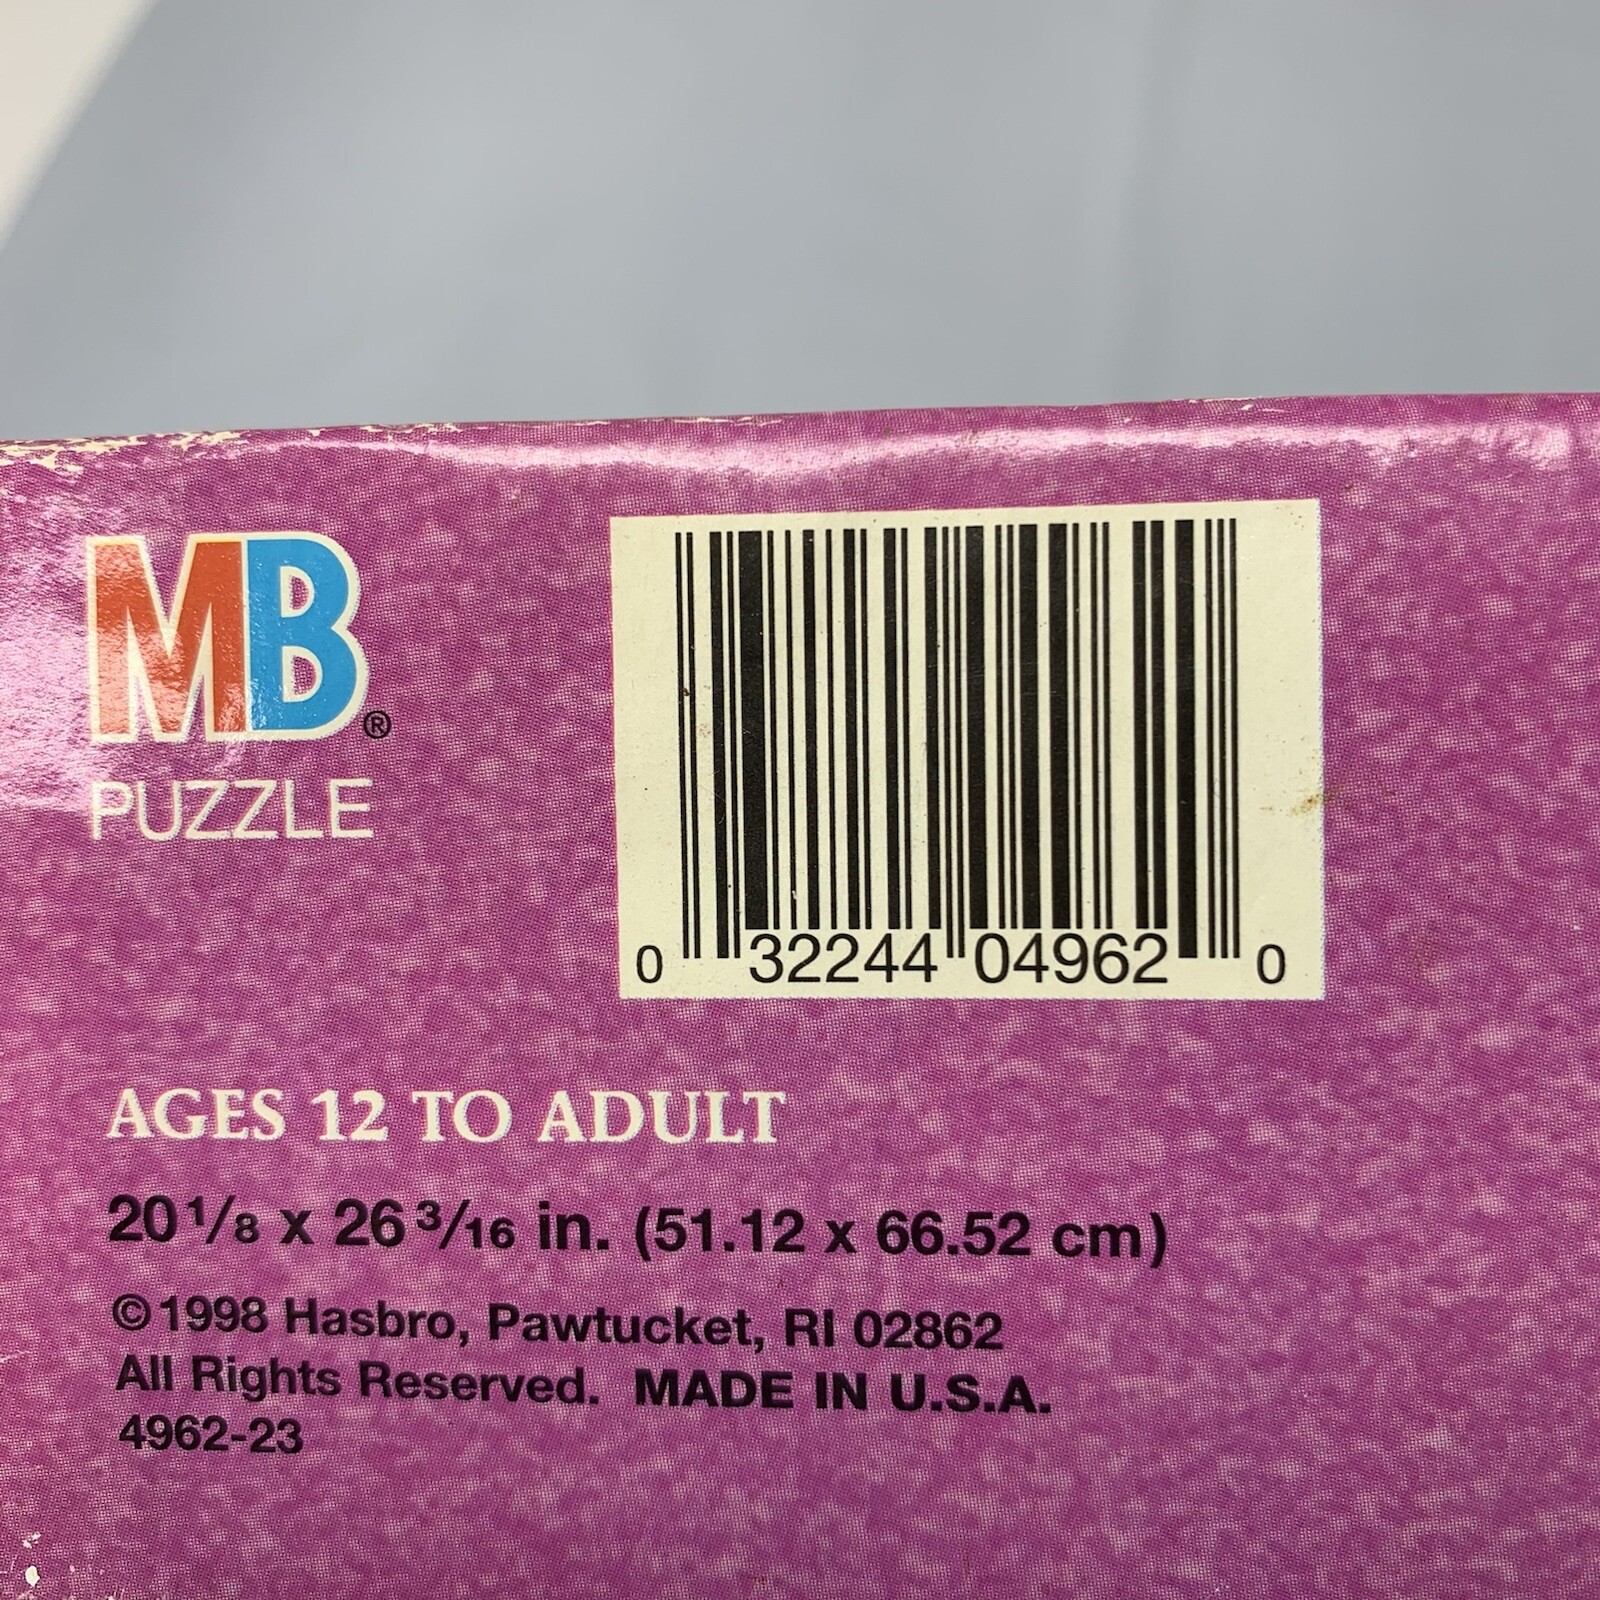 MB®
PUZZLE
0 32244 04962 0
AGES 12 TO ADULT
20 1/8 x 26 3/16 in. (51.12 x 66.52 cm)
©1998 Hasbro, Pawtucket, RI 02862
All Rights Reserved. MADE IN U.S.A.
4962-23